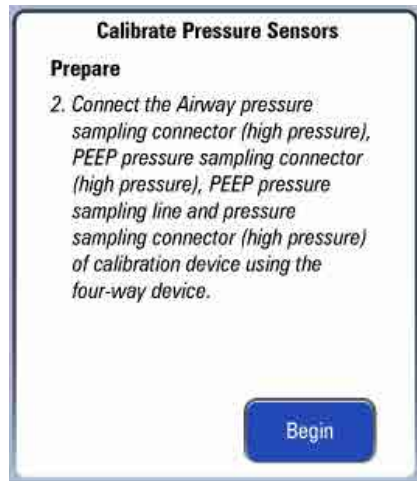 Calibrate Pressure Sensors
Prepare
2. Connect the Airway pressure
sampling connector (high pressure),
PEEP pressure sampling connector
(high pressure), PEEP pressure
sampling line and pressure
sampling connector (high pressure)
of calibration device using the
four-way device.
Begin